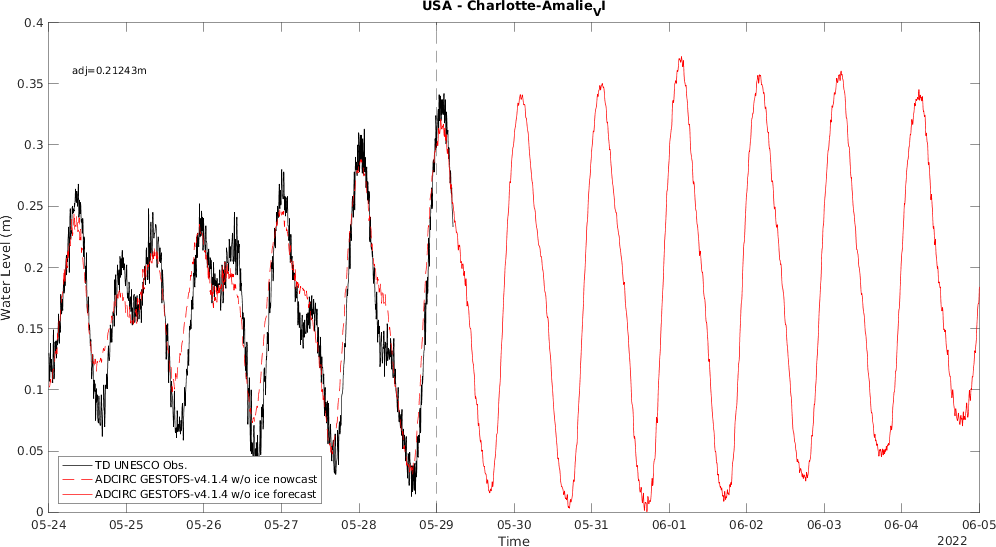 USA - Charlotte-Amalie_VI
adj=0.21243m
0.4
0.35
0.3
0.25
0.2
0.15
0.1
0.05
0
Water Level (m)
TD UNESCO Obs.
ADCIRC GESTOFS-v4.1.4 w/o ice nowcast
ADCIRC GESTOFS-v4.1.4 w/o ice forecast
05-24 05-25 05-26 05-27 05-28 05-29 05-30 05-31 06-01 06-02 06-03 06-04 06-05
Time
2022